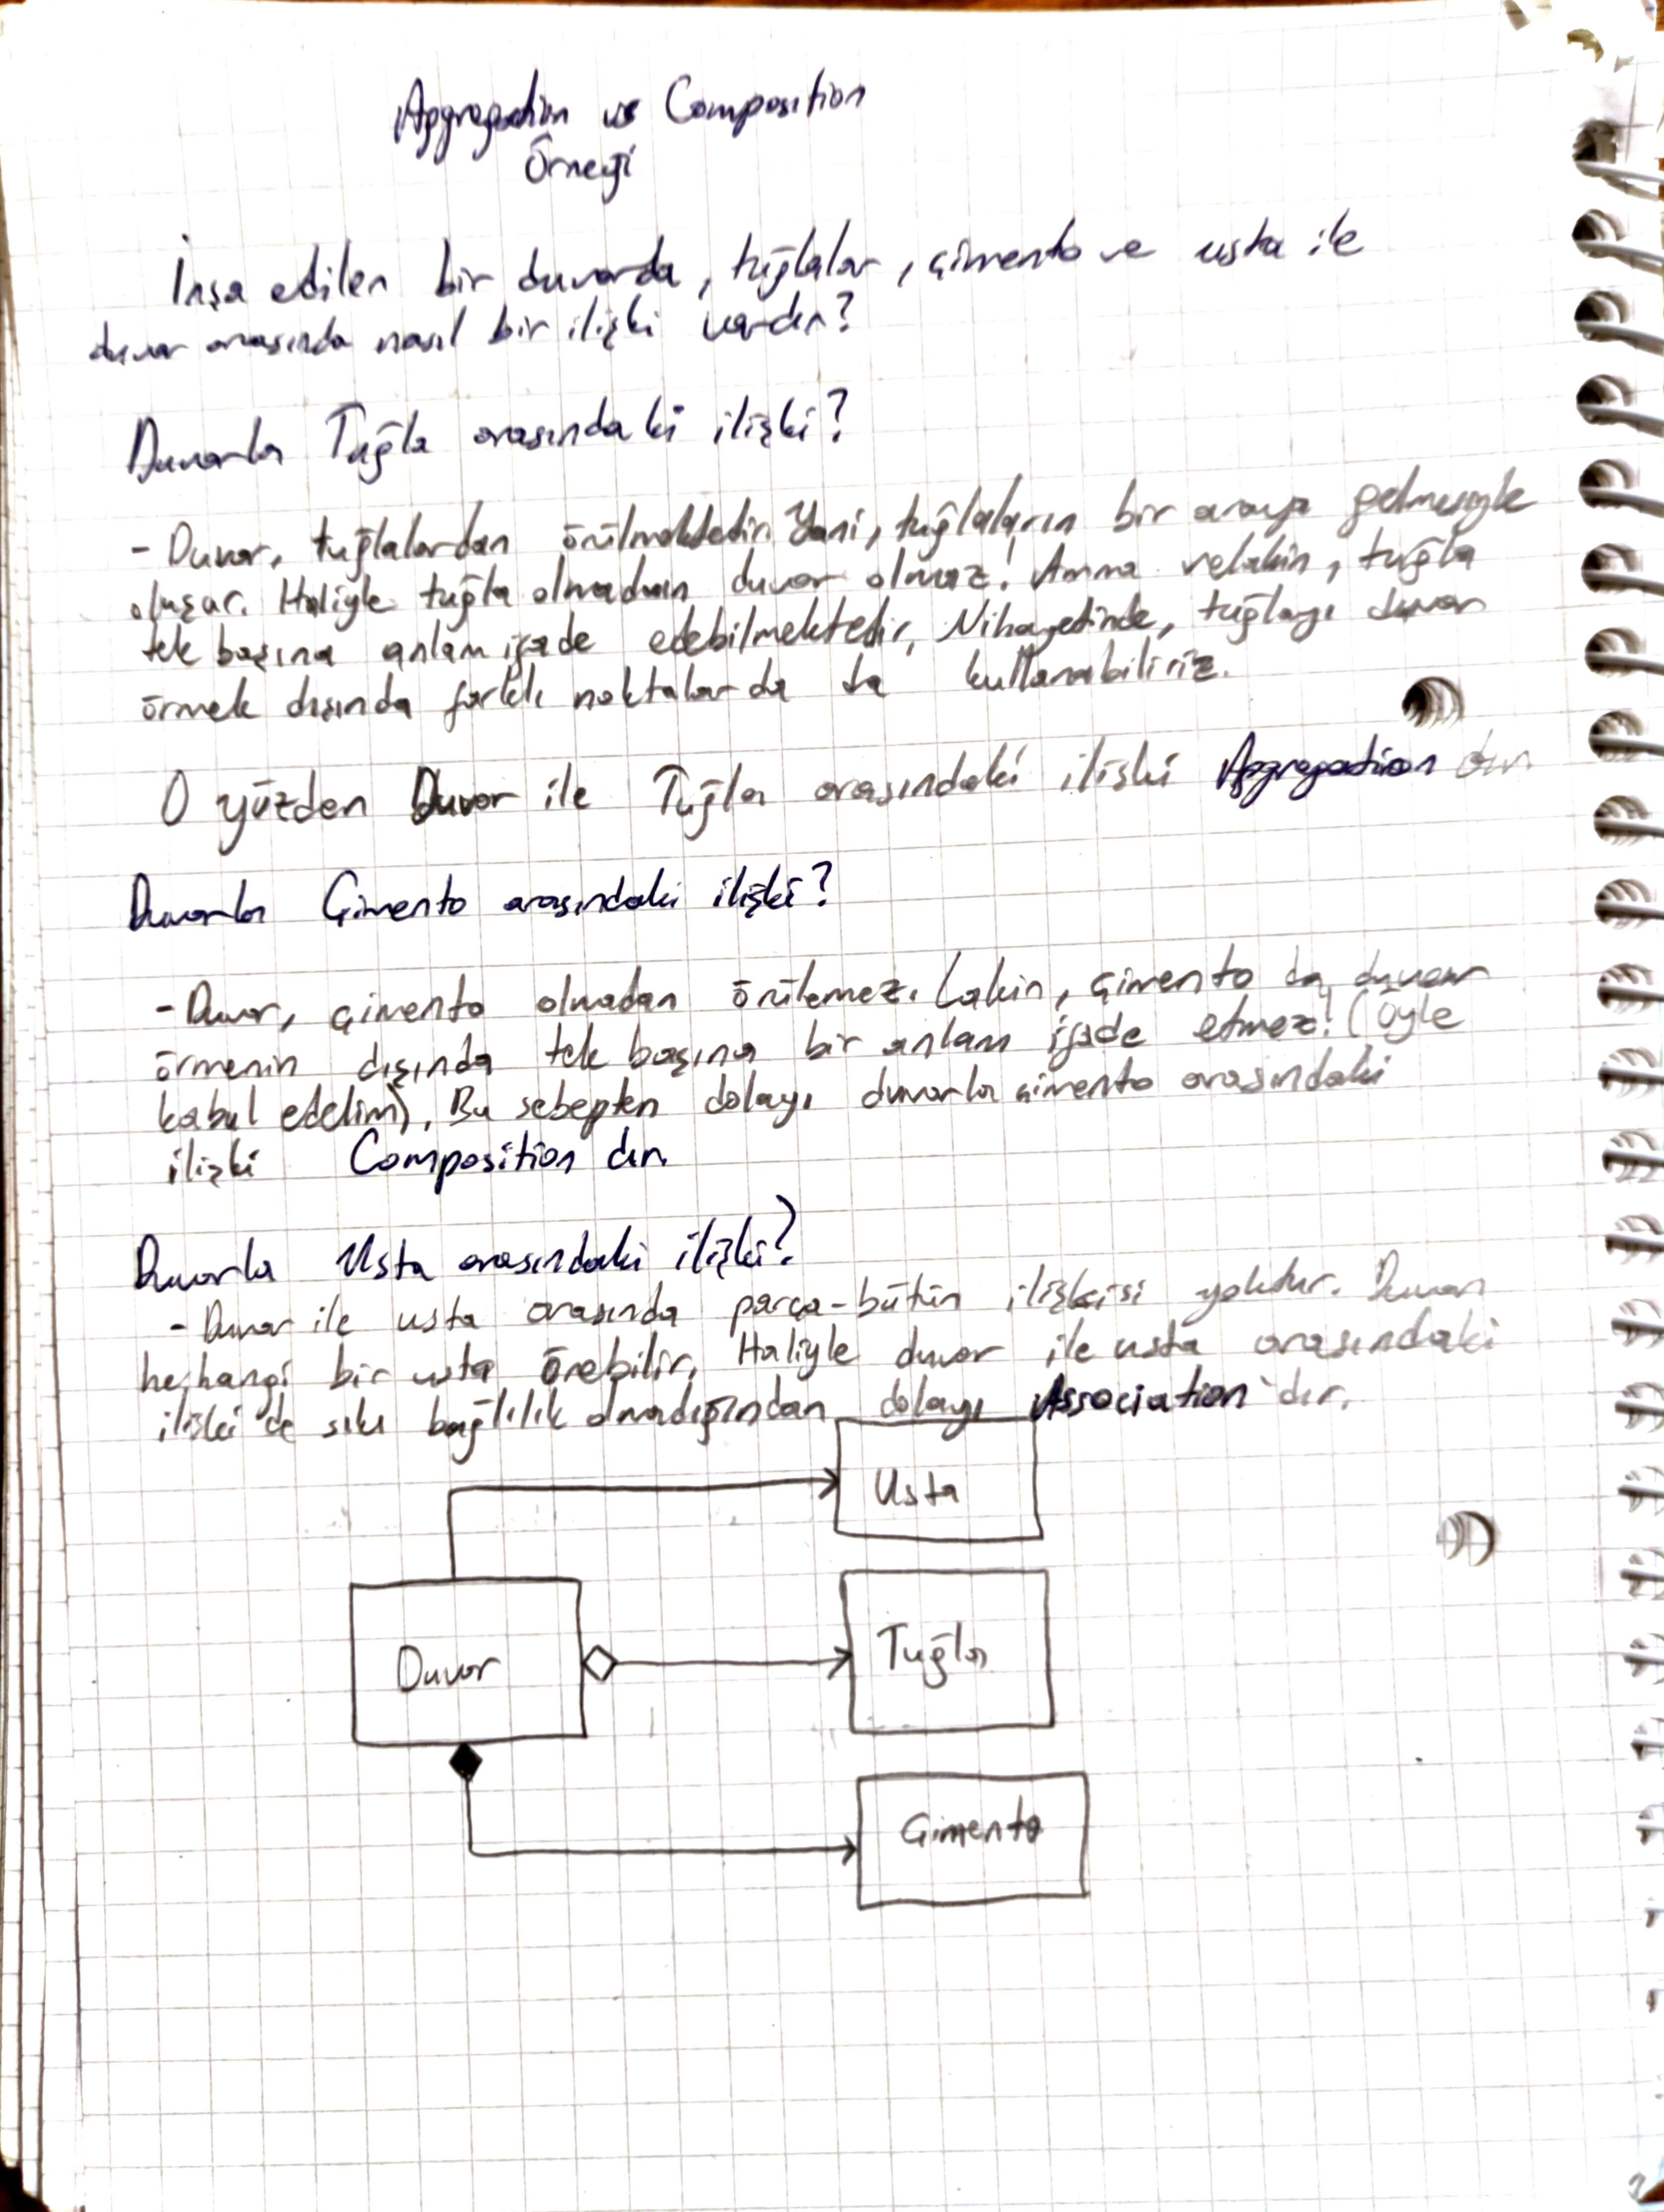 Aggregation ve Composition
Örneği
İnşa edilen bir duvarda, tuğlalar, çimento ve usta ile
duvar arasında nasıl bir ilişki vardır?
Duvarla Tuğla arasındaki ilişki?
- Duvar, tuğlalardan örülmektedir. Yani, tuğlaların bir araya gelmesiyle
oluşur. Haliyle tuğla olmadan duvar olmaz! Amma velakin, tuğla
tek başına anlam ifade edebilmektedir. Nihayetinde, tuğlayı duvar
örmek dışında farklı noktalarda da kullanabiliriz.
O yüzden Duvar ile Tuğla arasındaki ilişki Aggregation dır.
Duvarla Çimento arasındaki ilişki?
- Duvar, çimento olmadan örülemez. Lakin, çimento da duvar
örmenin dışında tek başına bir anlam ifade etmez! (Öyle
kabul edelim). Bu sebepten dolayı duvarla çimento arasındaki
ilişki Composition dır.
Duvarla Usta arasındaki ilişki?
- Duvar ile usta arasında parça-bütün ilişkisi yoktur. Duvarı
herhangi bir usta örebilir. Haliyle duvar ile usta arasındaki
ilişki de sıkı bağlılık olmadığından dolayı Association'dır.
Usta
Duvar
Tuğla
Çimento